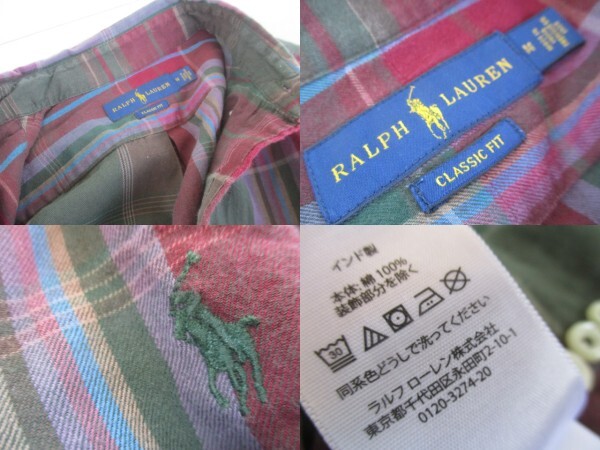 RALPH LAUREN
M
CLASSIC FIT
RALPH LAUREN
M
CLASSIC FIT
インド製
本体:綿 100%
装飾部分を除く
30
同系色どうしで洗ってください
ラルフ ローレン株式会社
東京都千代田区永田町2-10-1
0120-3274-20